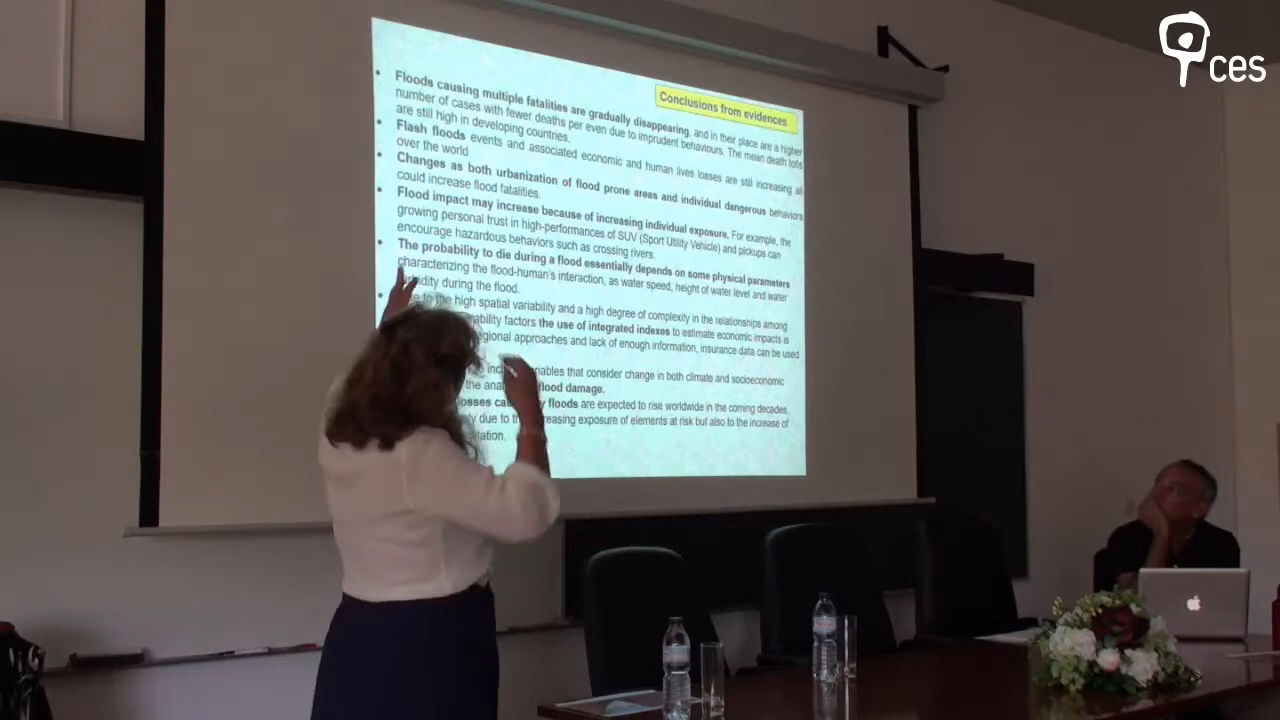 ces
Conclusions from evidences
• Floods causing multiple fatalities are gradually disappearing, and in their place are a higher
number of cases with fewer deaths per even due to imprudent behaviours. The mean death tolls
are still high in developing countries.
• Flash floods events and associated economic and human lives losses are still increasing all
over the world
• Changes as both urbanization of flood prone areas and individual dangerous behaviors
could increase flood fatalities.
• Flood impact may increase because of increasing individual exposure. For example, the
growing personal trust in high-performances of SUV (Sport Utility Vehicle) and pickups can
encourage hazardous behaviors such as crossing rivers.
• The probability to die during a flood essentially depends on some physical parameters
characterizing the flood-human's interaction, as water speed, height of water level and water
during the flood.
• to the high spatial variability and a high degree of complexity in the relationships among
factors the use of integrated indexes to estimate economic impacts is
approaches and lack of enough information, insurance data can be used
that consider change in both climate and socioeconomic
the flood damage.
losses floods are expected to rise worldwide in the coming decades,
due to exposure of elements at risk but also to the increase of